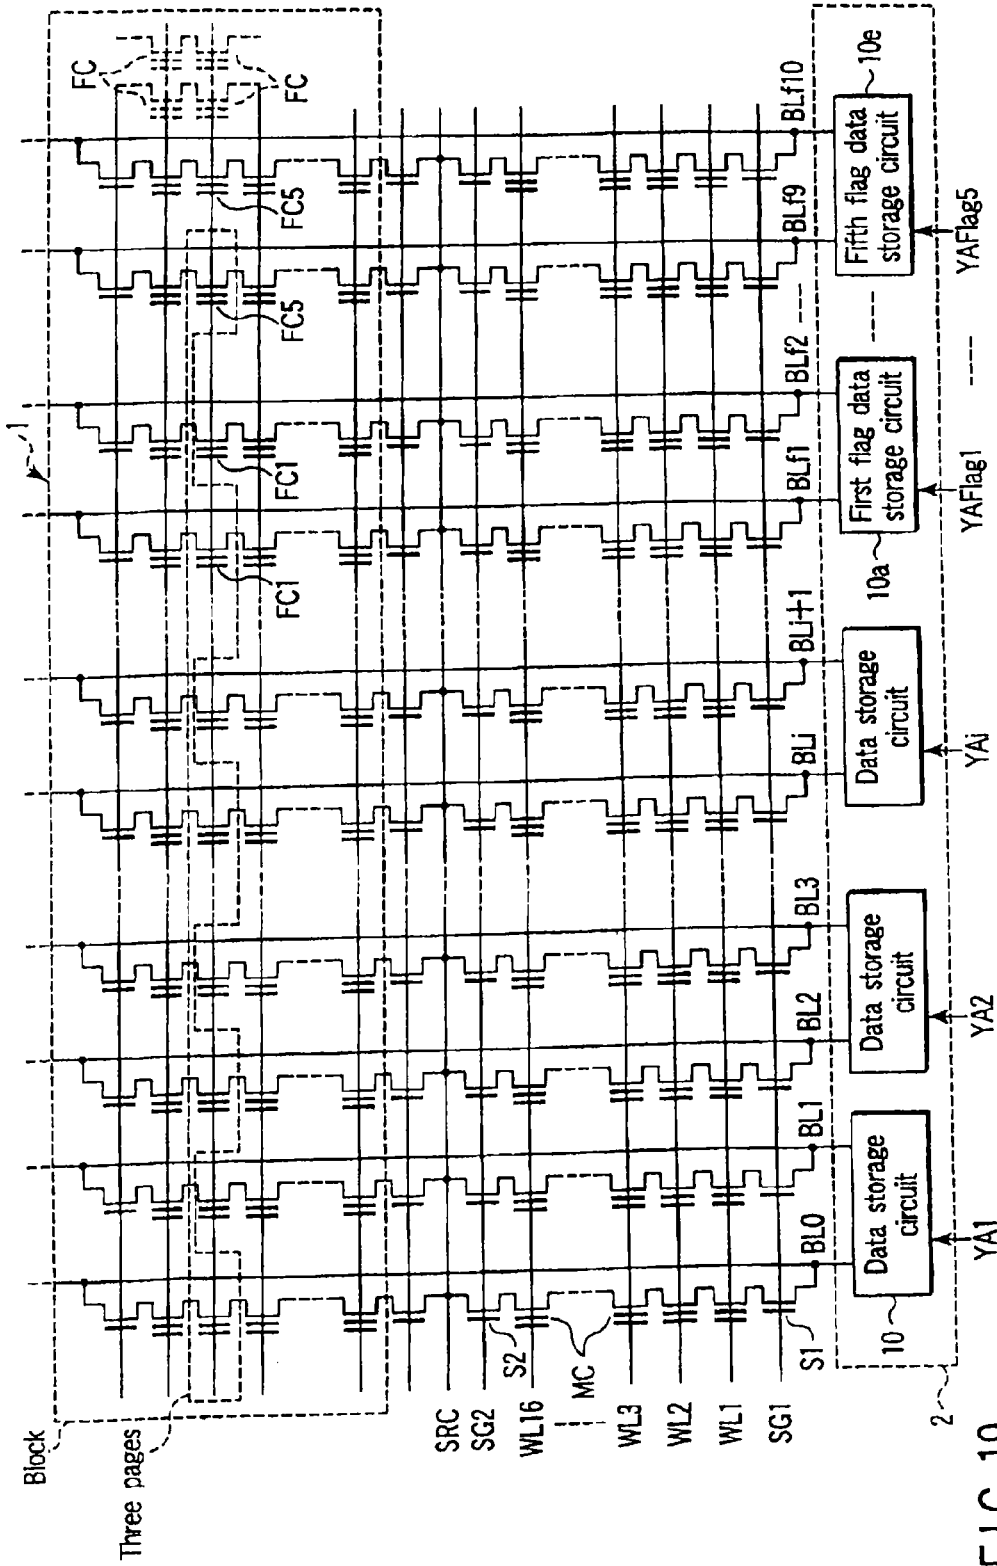 1
Block
Three pages
FC
FC
FC1
FC1
FC5
FC5
SRC
SG2
WL16
WL3
WL2
WL1
SG1
S2
MC
S1
BL0
BL1
BL2
BL3
BLi
BLi+1
BLf1
BLf2
BLf9
BLf10
10
Data storage
circuit
Data storage
circuit
Data storage
circuit
10a
First flag data
storage circuit
Fifth flag data
storage circuit
10e
2
YA1
YA2
YAi
YAFlag1
YAFlag5